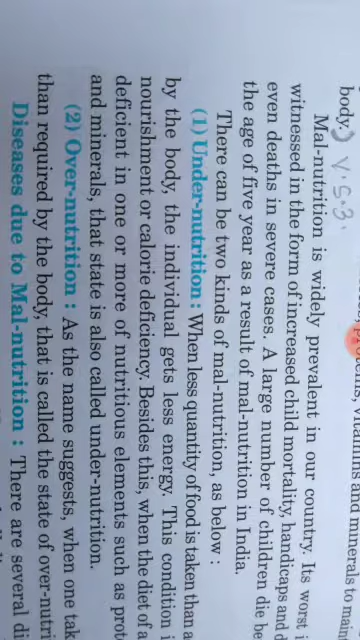 , vitamins and minerals to main
body.) V.S.3.
Mal-nutrition is widely prevalent in our country. Its worst i
witnessed in the form of increased child mortality, handicaps and d
even deaths in severe cases. A large number of children die be
the age of five year as a result of mal-nutrition in India.
There can be two kinds of mal-nutrition, as below :
(1) Under-nutrition : When less quantity of food is taken than a
by the body, the individual gets less energy. This condition i
nourishment or calorie deficiency. Besides this, when the diet of a
deficient in one or more of nutritious elements such as prot
and minerals, that state is also called under-nutrition.
(2) Over-nutrition : As the name suggests, when one tak
than required by the body, that is called the state of over-nutri
Diseases due to Mal-nutrition : There are several di